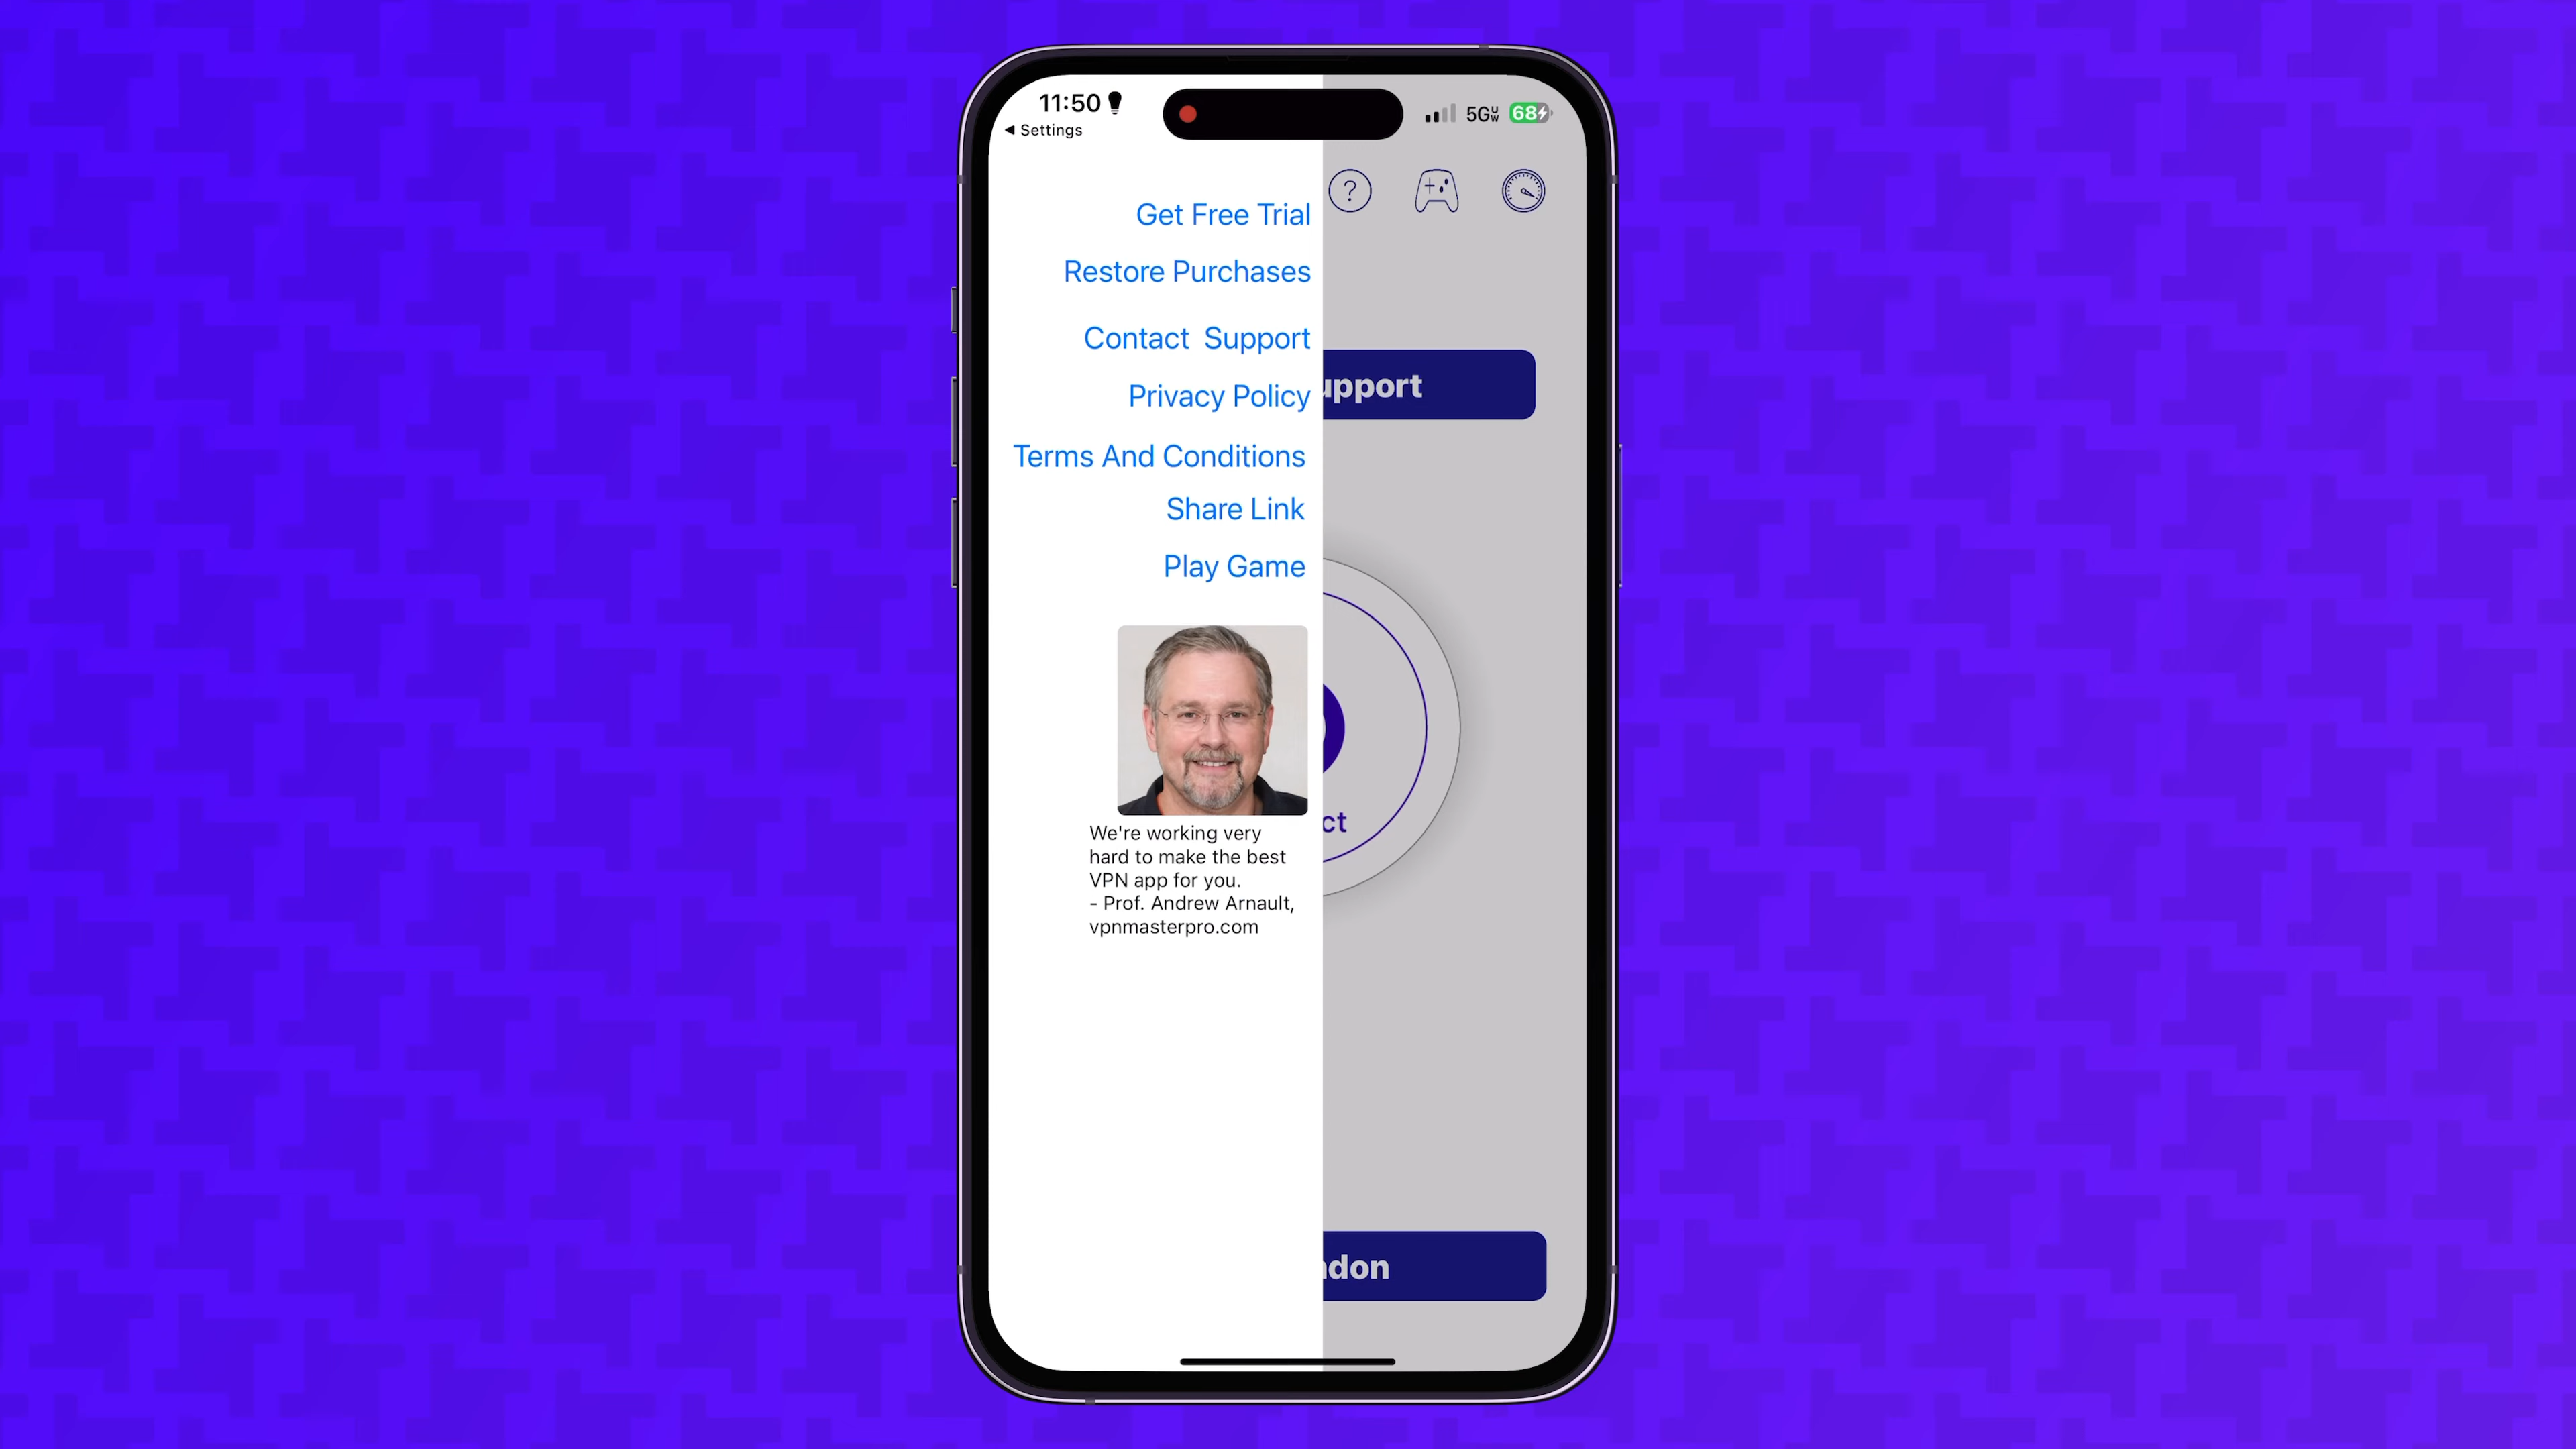 11:50
Settings
5G UW
68
Get Free Trial
Restore Purchases
Contact  Support
upport
Privacy Policy
Terms And Conditions
Share Link
Play Game
ct
We're working very
hard to make the best
VPN app for you.
- Prof. Andrew Arnault,
vpnmasterpro.com
ndon